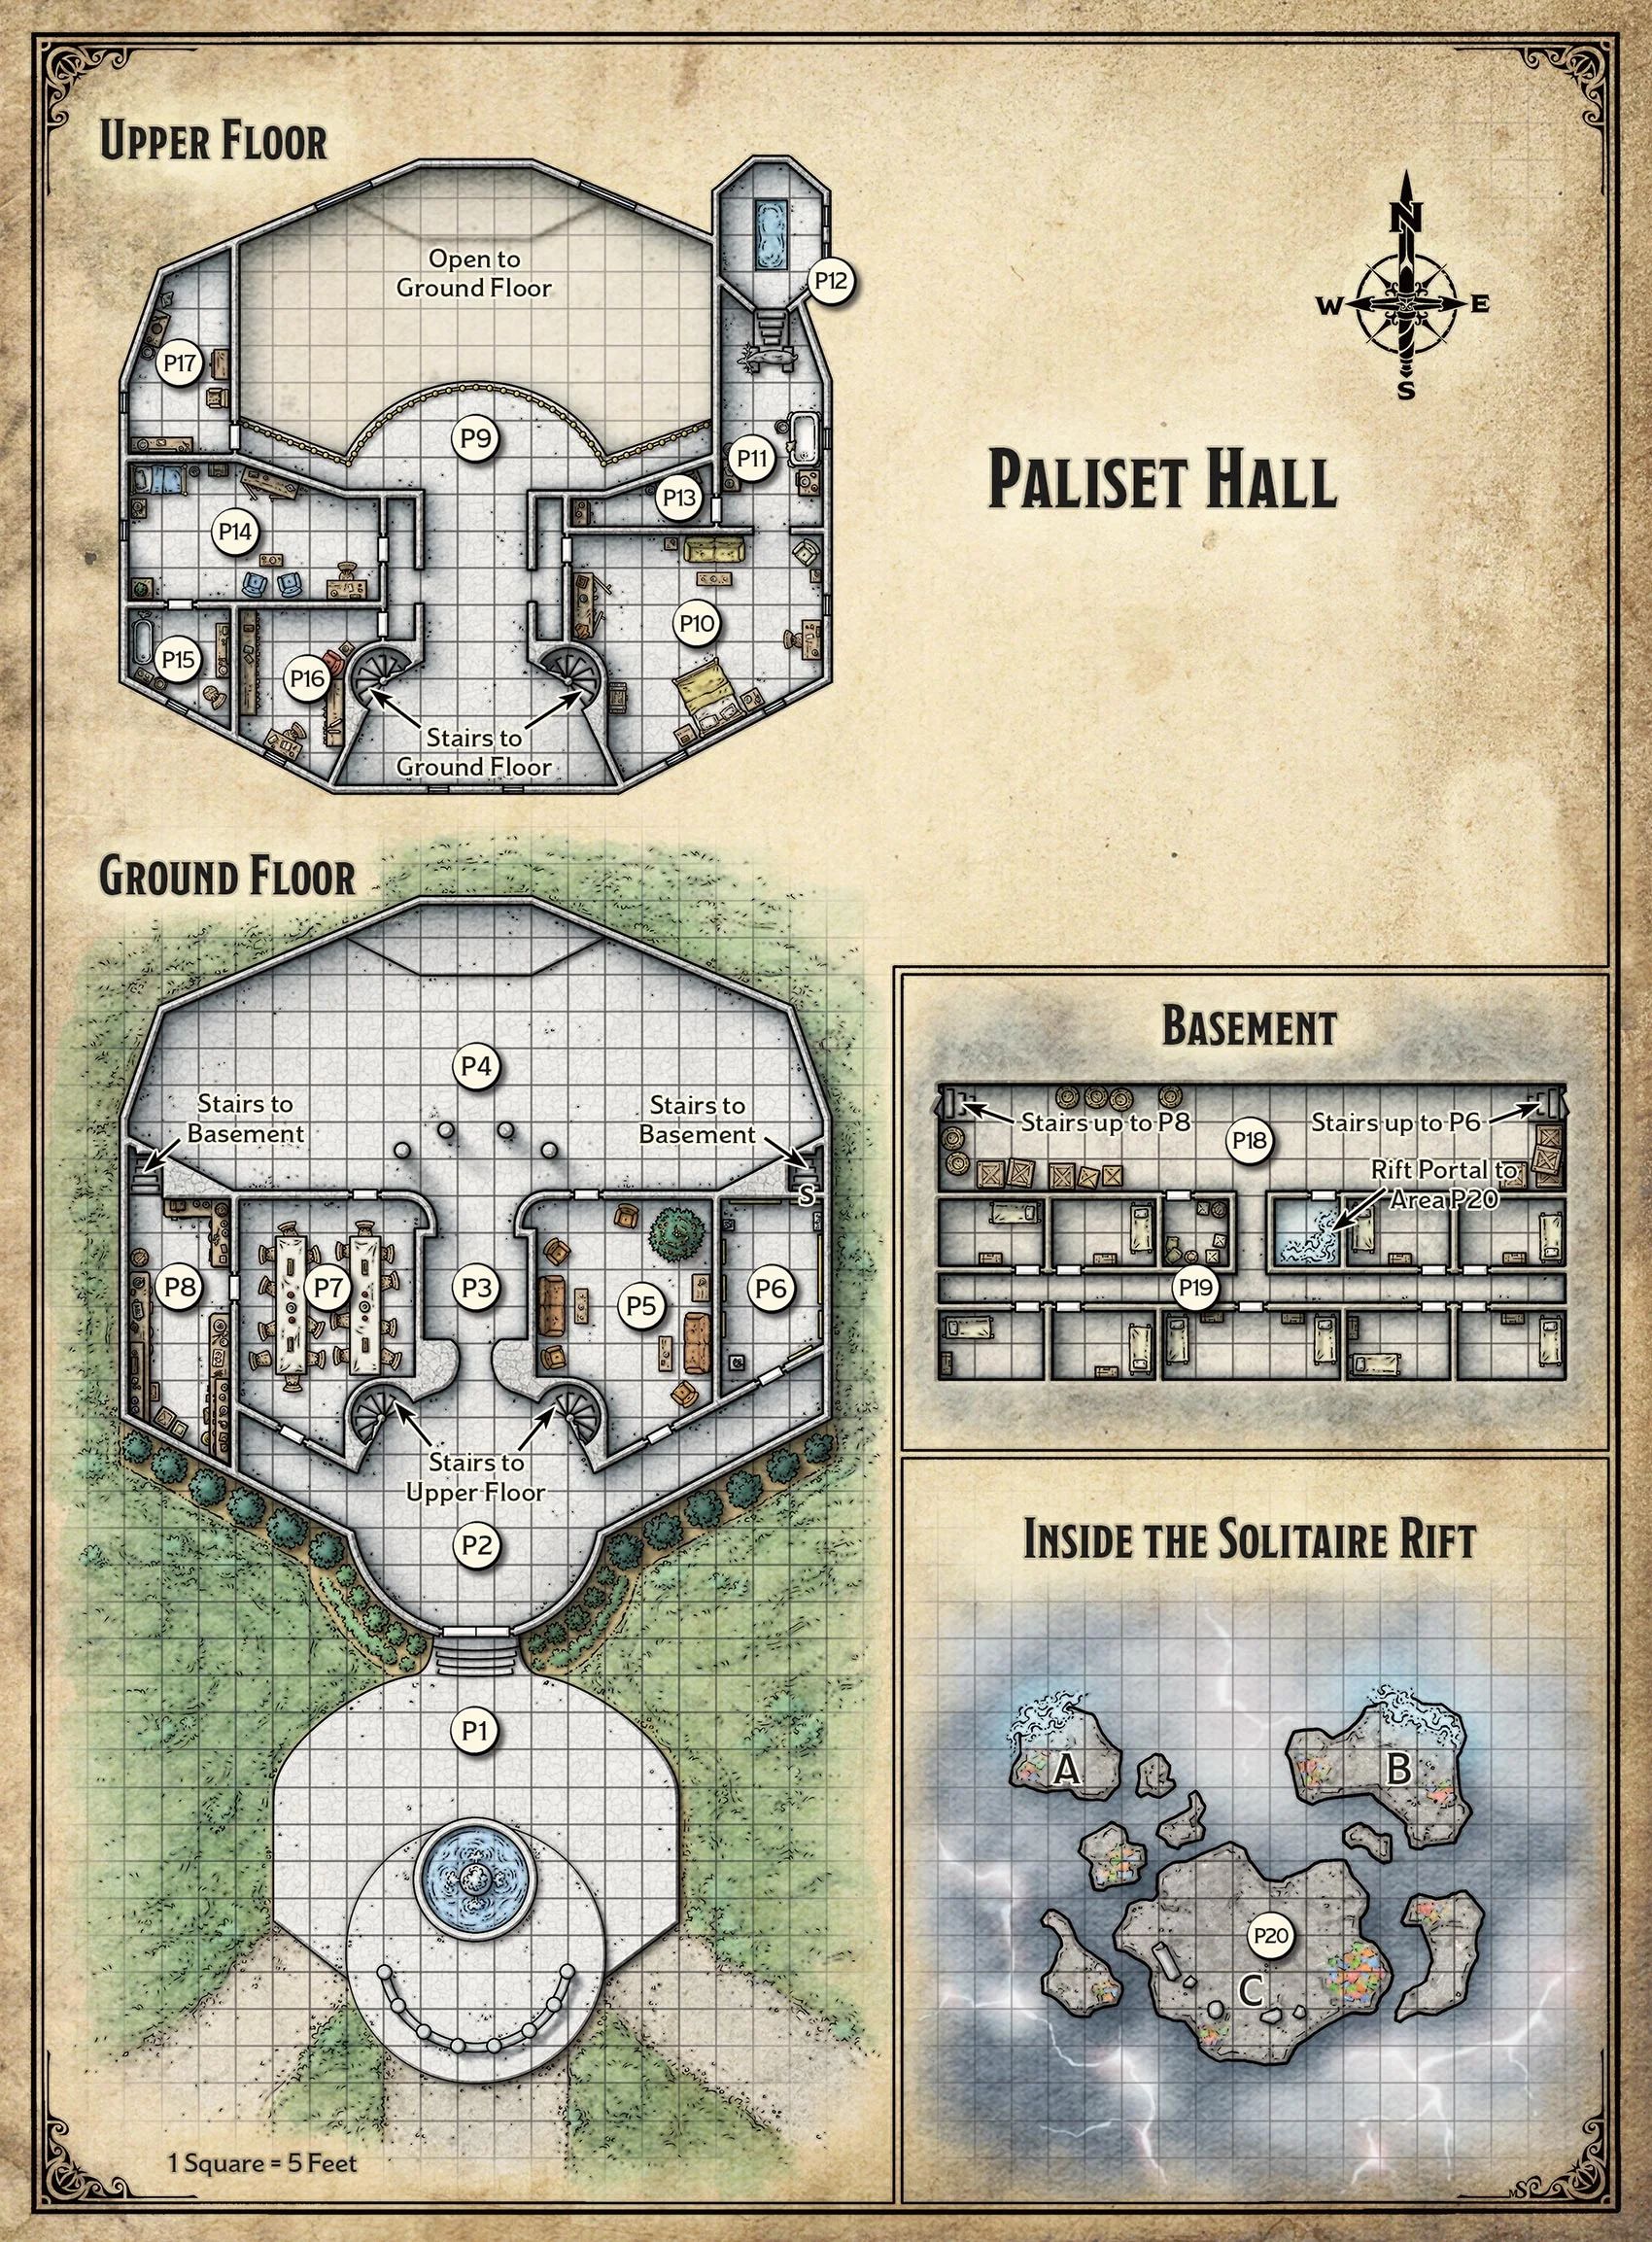 UPPER FLOOR
Open to
Ground Floor
P12
P17
P9
P11
P13
P14
P10
P15
P16
Stairs to
Ground Floor
N
W
E
S
PALISET HALL
GROUND FLOOR
P4
Stairs to
Basement
Stairs to
Basement
S
P8
P7
P3
P5
P6
Stairs to
Upper Floor
P2
P1
1 Square = 5 Feet
BASEMENT
Stairs up to P8
P18
Stairs up to P6
Rift Portal to
Area P20
P19
INSIDE THE SOLITAIRE RIFT
A
B
P20
C
MS